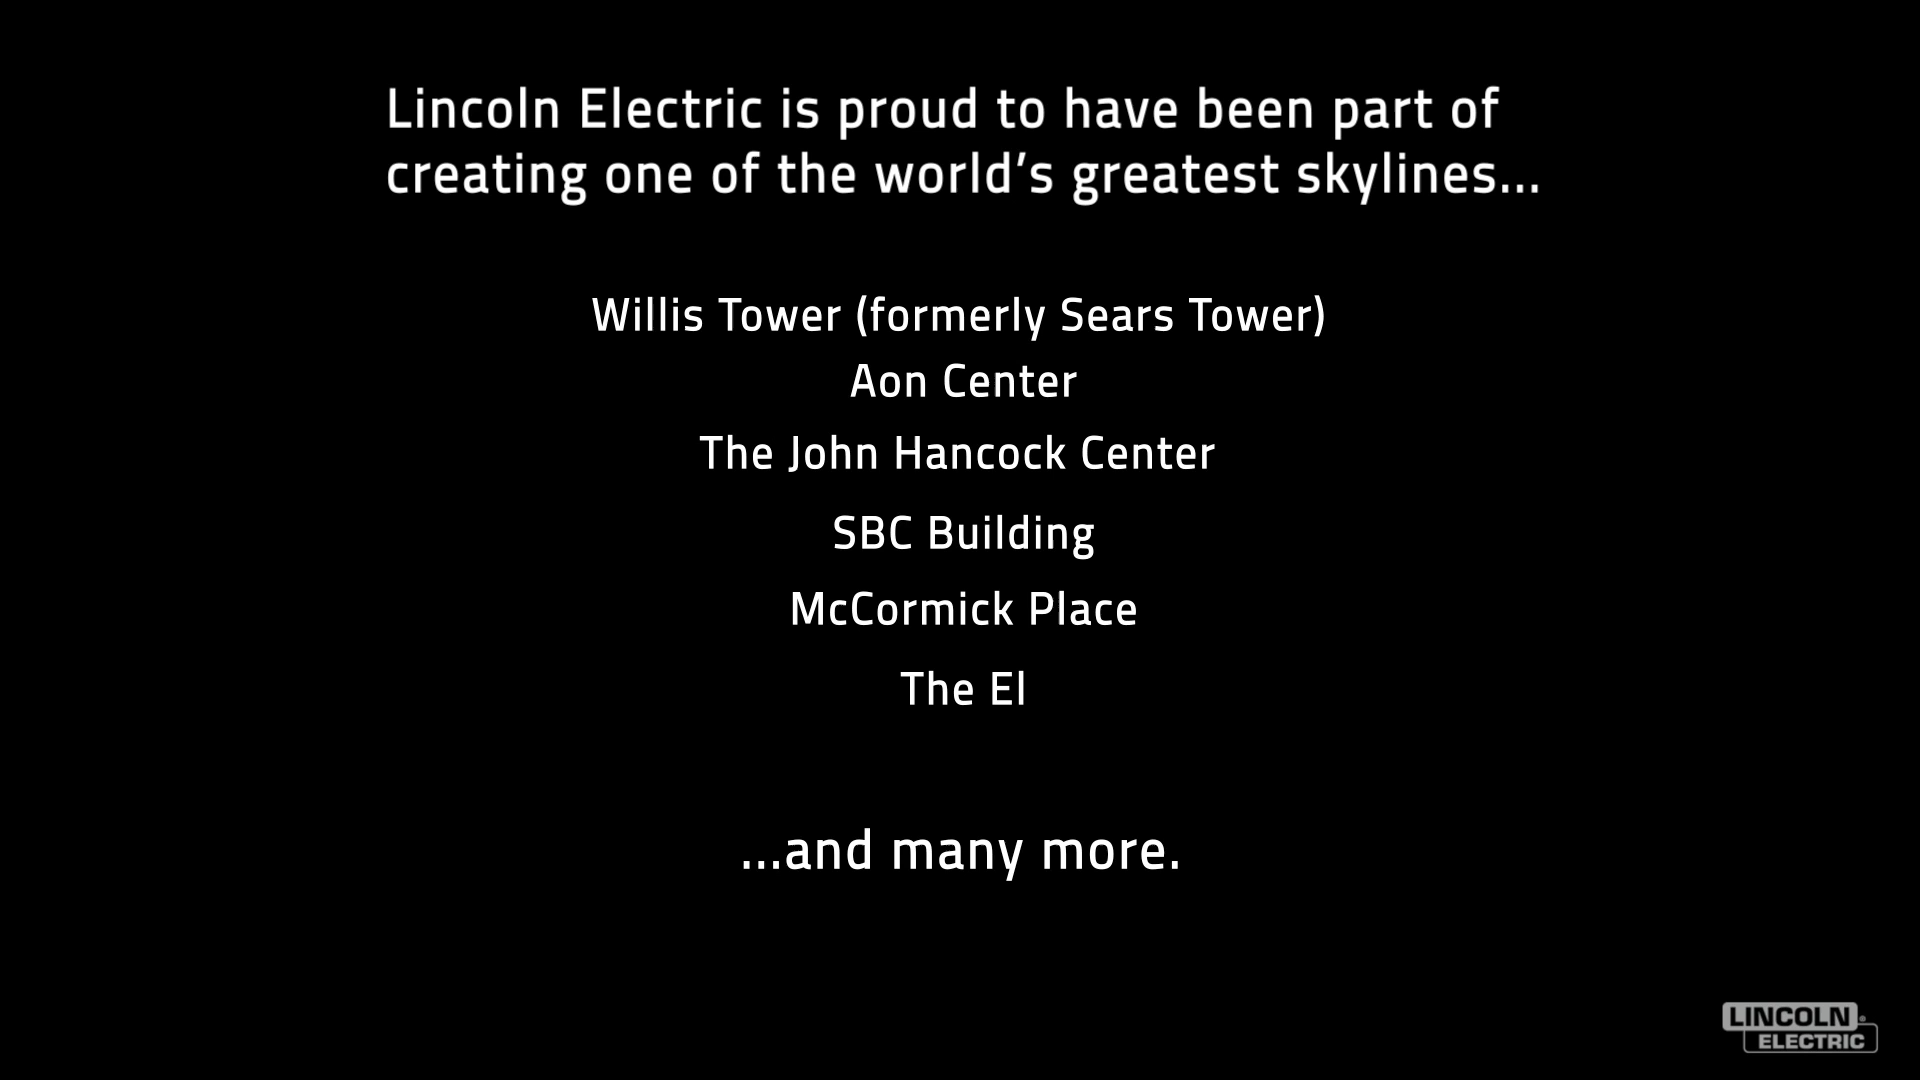 Lincoln Electric is proud to have been part of
creating one of the world’s greatest skylines...
Willis Tower (formerly Sears Tower)
Aon Center
The John Hancock Center
SBC Building
McCormick Place
The El
...and many more.
LINCOLN®
ELECTRIC